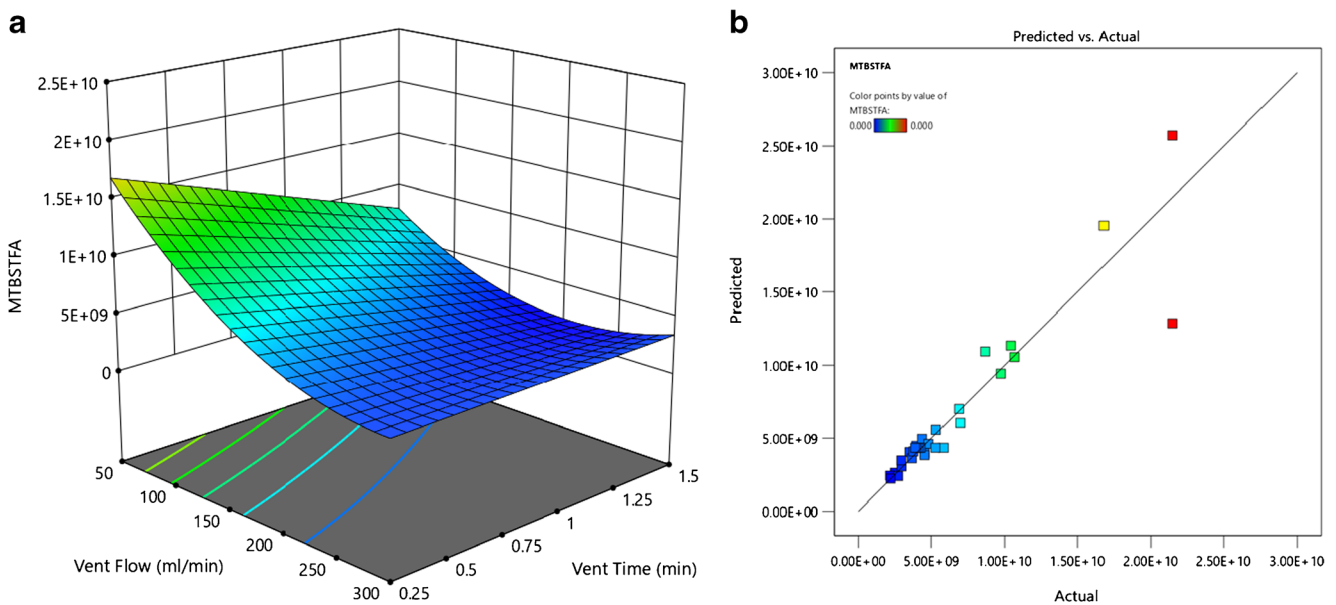 a
2.5E+10
2E+10
1.5E+10
1E+10
5E+09
0
MTBSTFA
50
100
150
200
250
300
Vent Flow (ml/min)
0.25
0.5
0.75
1
1.25
1.5
Vent Time (min)
b
Predicted vs. Actual
MTBSTFA
Color points by value of
MTBSTFA:
0.000 0.000
3.00E+10
2.50E+10
2.00E+10
1.50E+10
1.00E+10
5.00E+09
0.00E+00
Predicted
0.00E+00 5.00E+09 1.00E+10 1.50E+10 2.00E+10 2.50E+10 3.00E+10
Actual